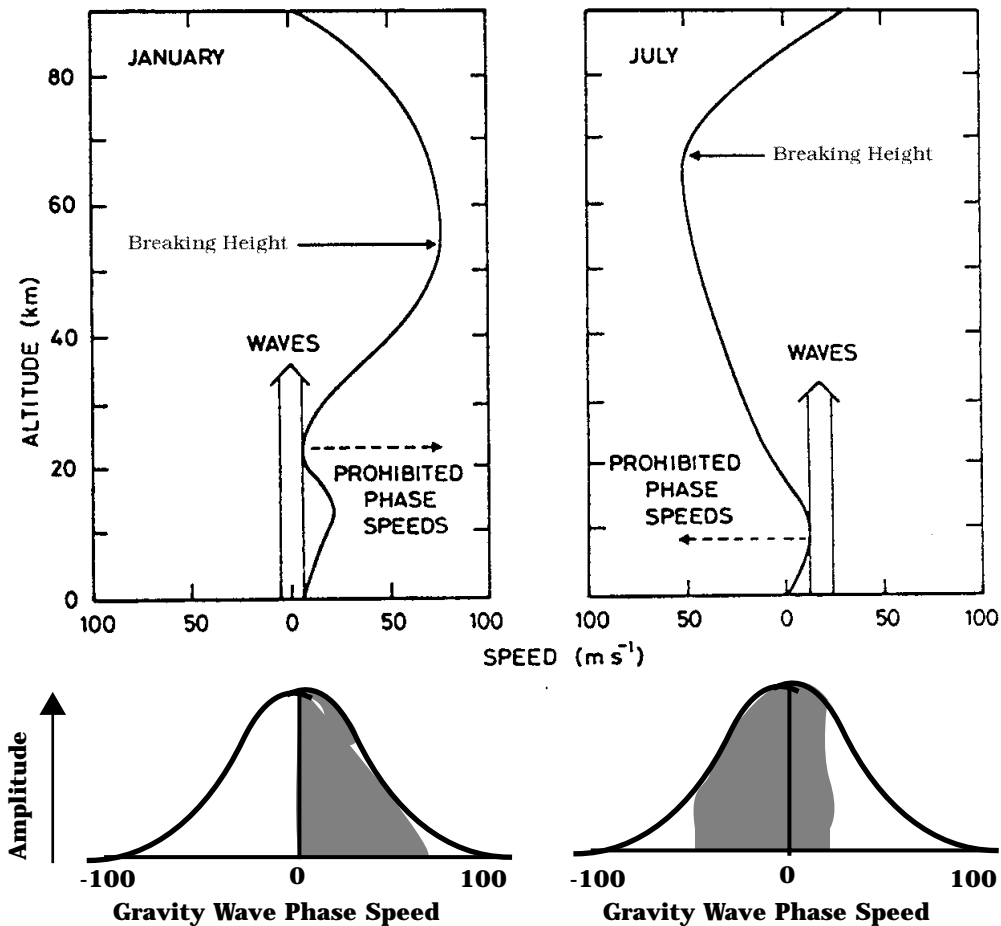 JANUARY
80
60
Breaking Height
ALTITUDE (km)
WAVES
40
20
PROHIBITED
PHASE
SPEEDS
0
100
50
0
50
100
JULY
Breaking Height
WAVES
PROHIBITED
PHASE
SPEEDS
100
50
0
50
100
SPEED (m s⁻¹)
Amplitude
-100
0
100
Gravity Wave Phase Speed
-100
0
100
Gravity Wave Phase Speed